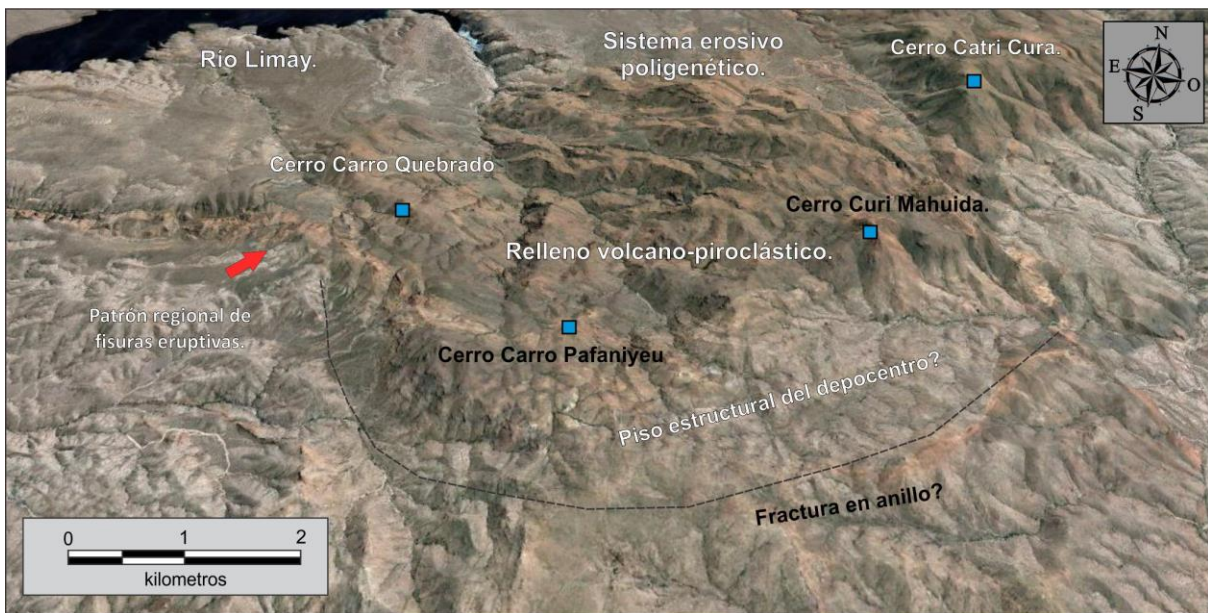 Río Limay.
Sistema erosivo
poligenético.
Cerro Catri Cura.
N
E
O
S
Cerro Carro Quebrado
Cerro Curi Mahuida.
Relleno volcano-piroclástico.
Patrón regional de
fisuras eruptivas.
Cerro Carro Pafaniyeu
Piso estructural del depocentro?
Fractura en anillo?
0 1 2
kilometros